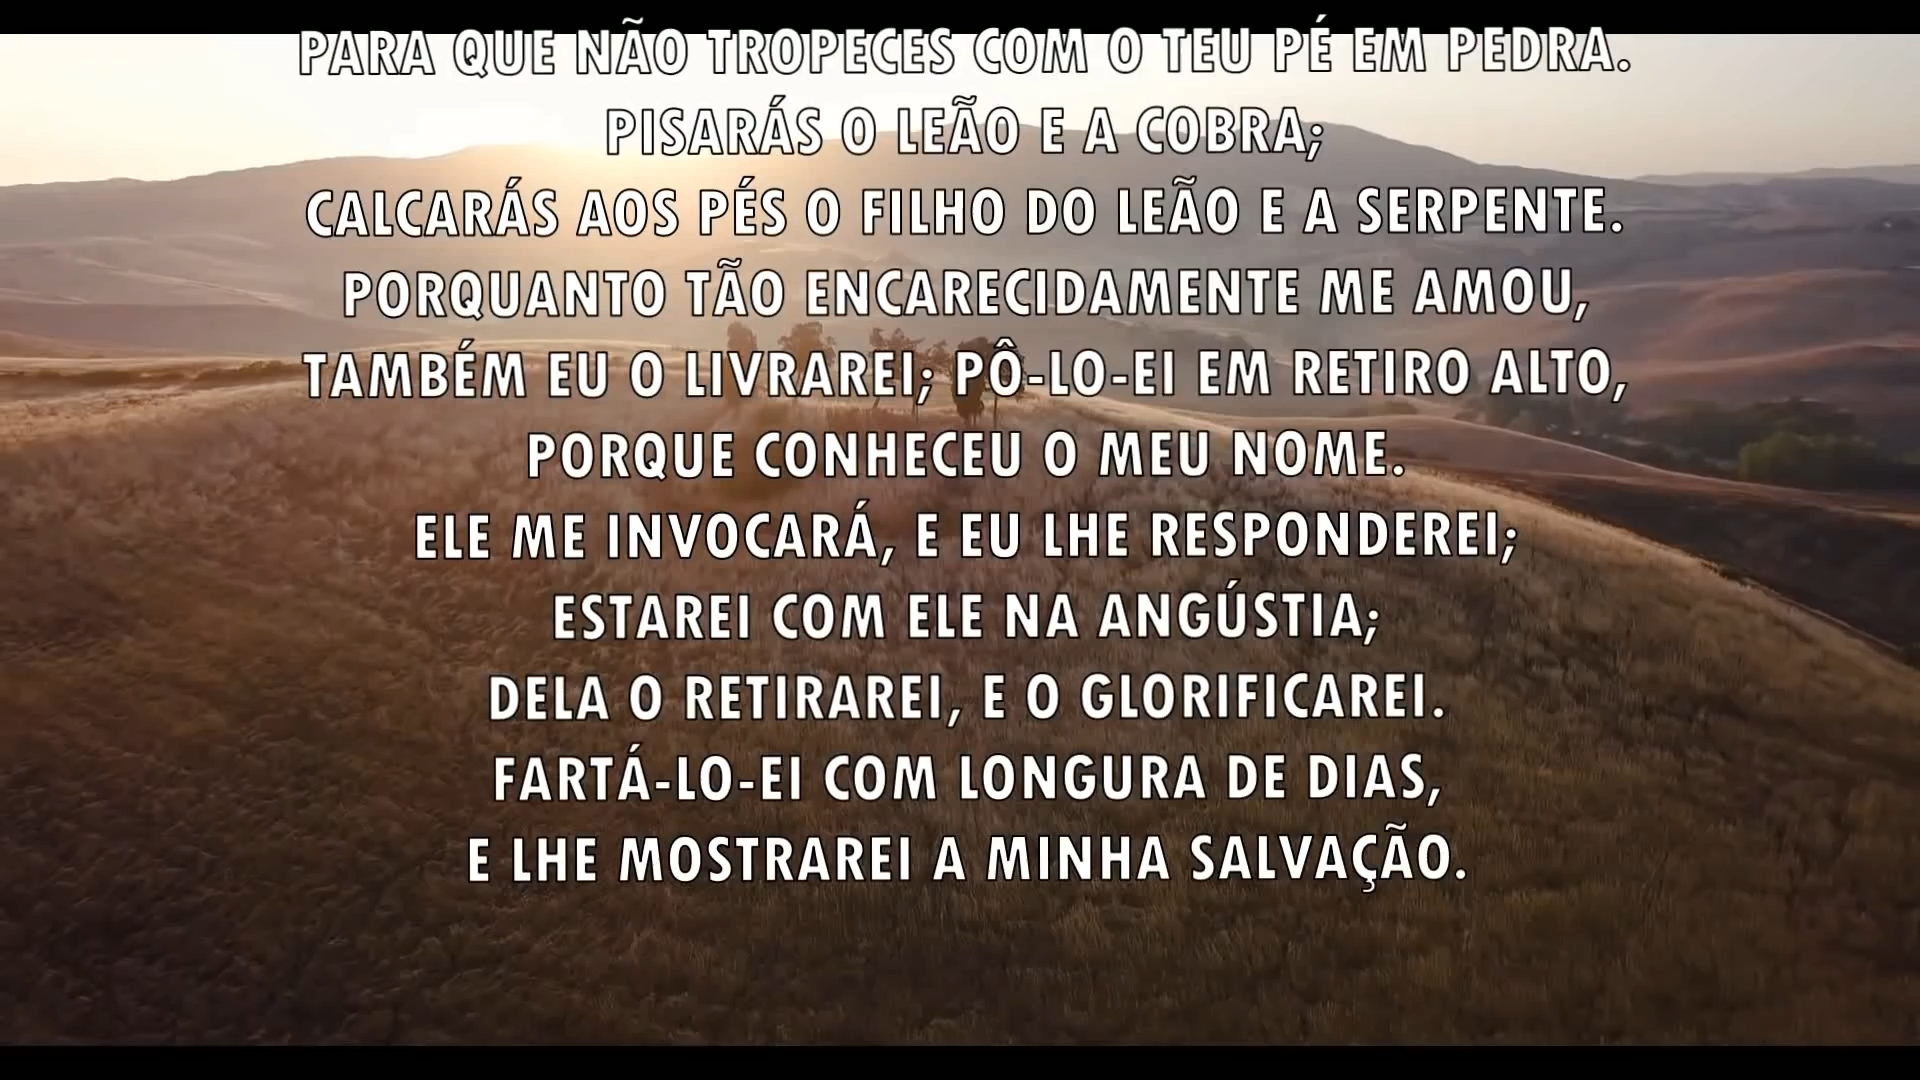 PARA QUE NÃO TROPECES COM O TEU PÉ EM PEDRA.
PISARÁS O LEÃO E A COBRA;
CALCARÁS AOS PÉS O FILHO DO LEÃO E A SERPENTE.
PORQUANTO TÃO ENCARECIDAMENTE ME AMOU,
TAMBÉM EU O LIVRAREI; PÔ-LO-EI EM RETIRO ALTO,
PORQUE CONHECEU O MEU NOME.
ELE ME INVOCARÁ, E EU LHE RESPONDEREI;
ESTAREI COM ELE NA ANGÚSTIA;
DELA O RETIRAREI, E O GLORIFICAREI.
FARTÁ-LO-EI COM LONGURA DE DIAS,
E LHE MOSTRAREI A MINHA SALVAÇÃO.